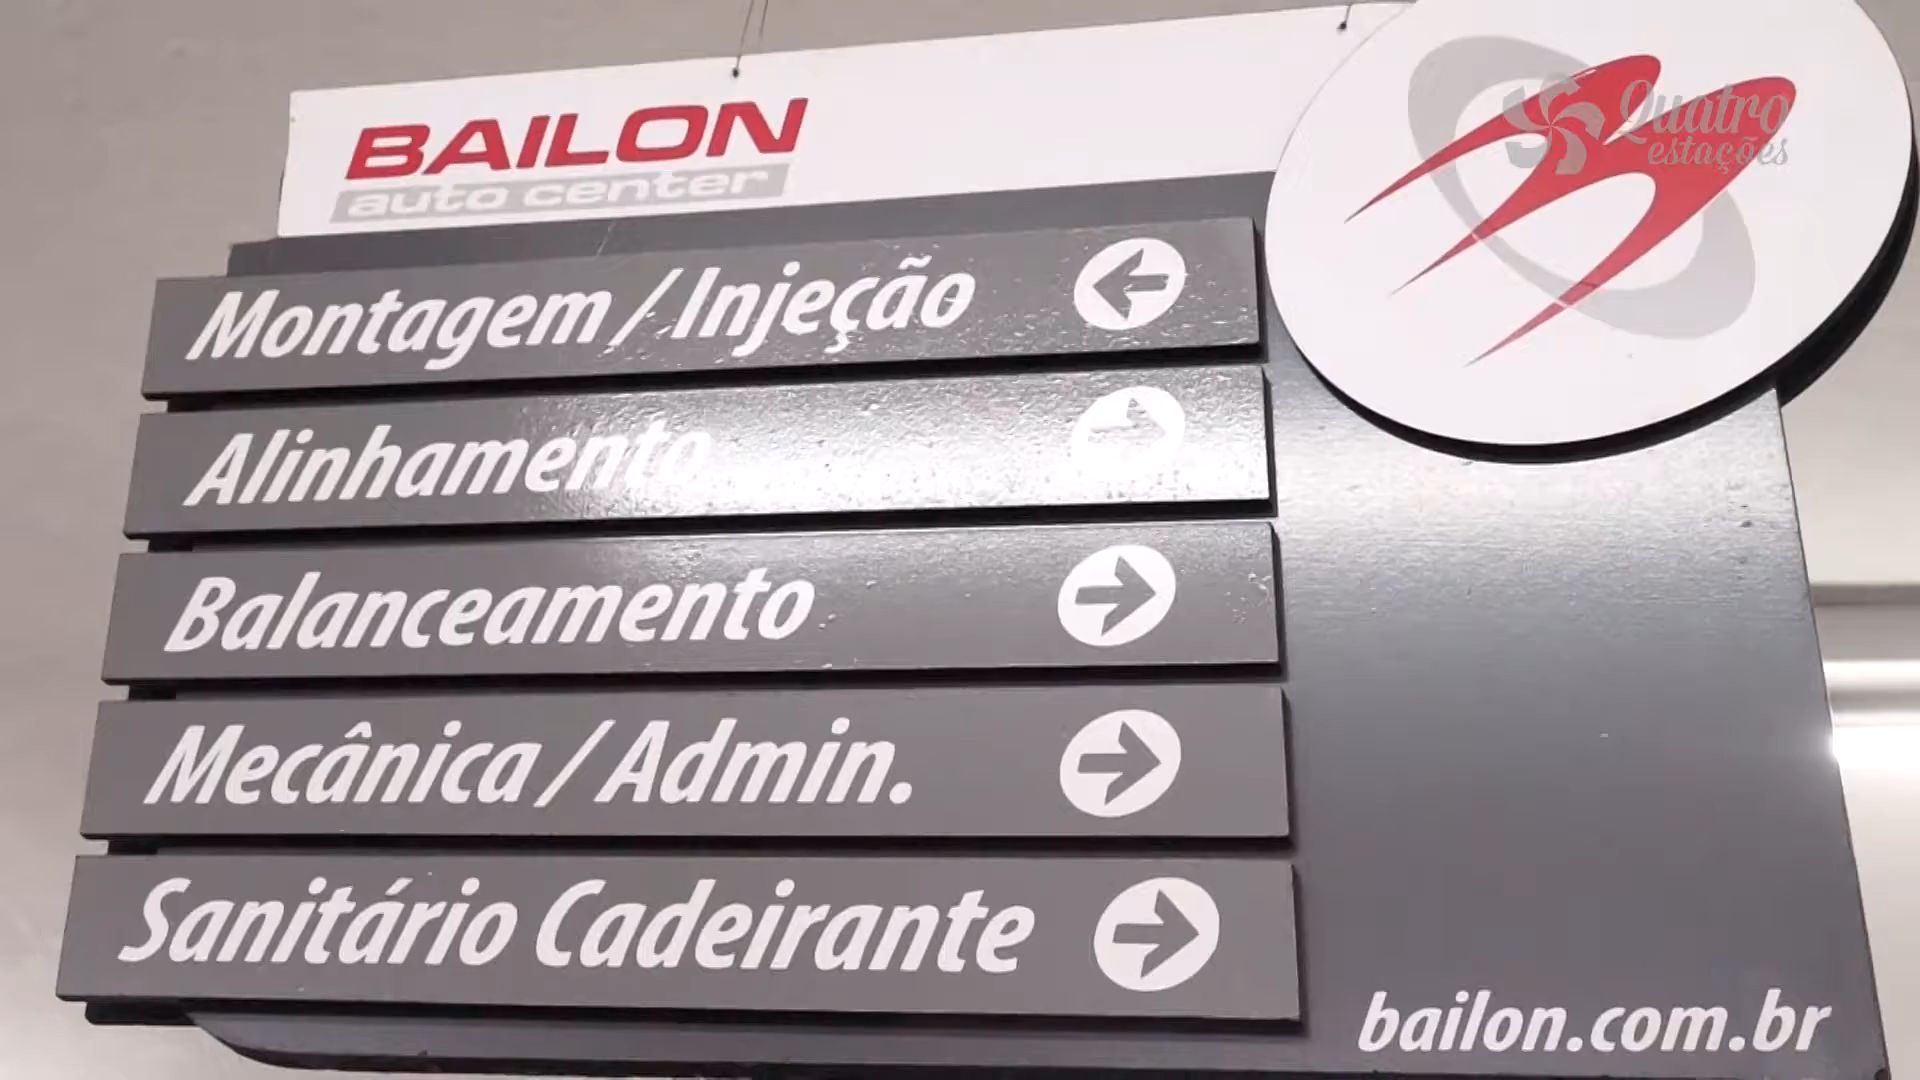 BAILON
auto center
Quatro
estações
Montagem / Injeção
Alinhamento
Balanceamento
Mecânica / Admin.
Sanitário Cadeirante
bailon.com.br